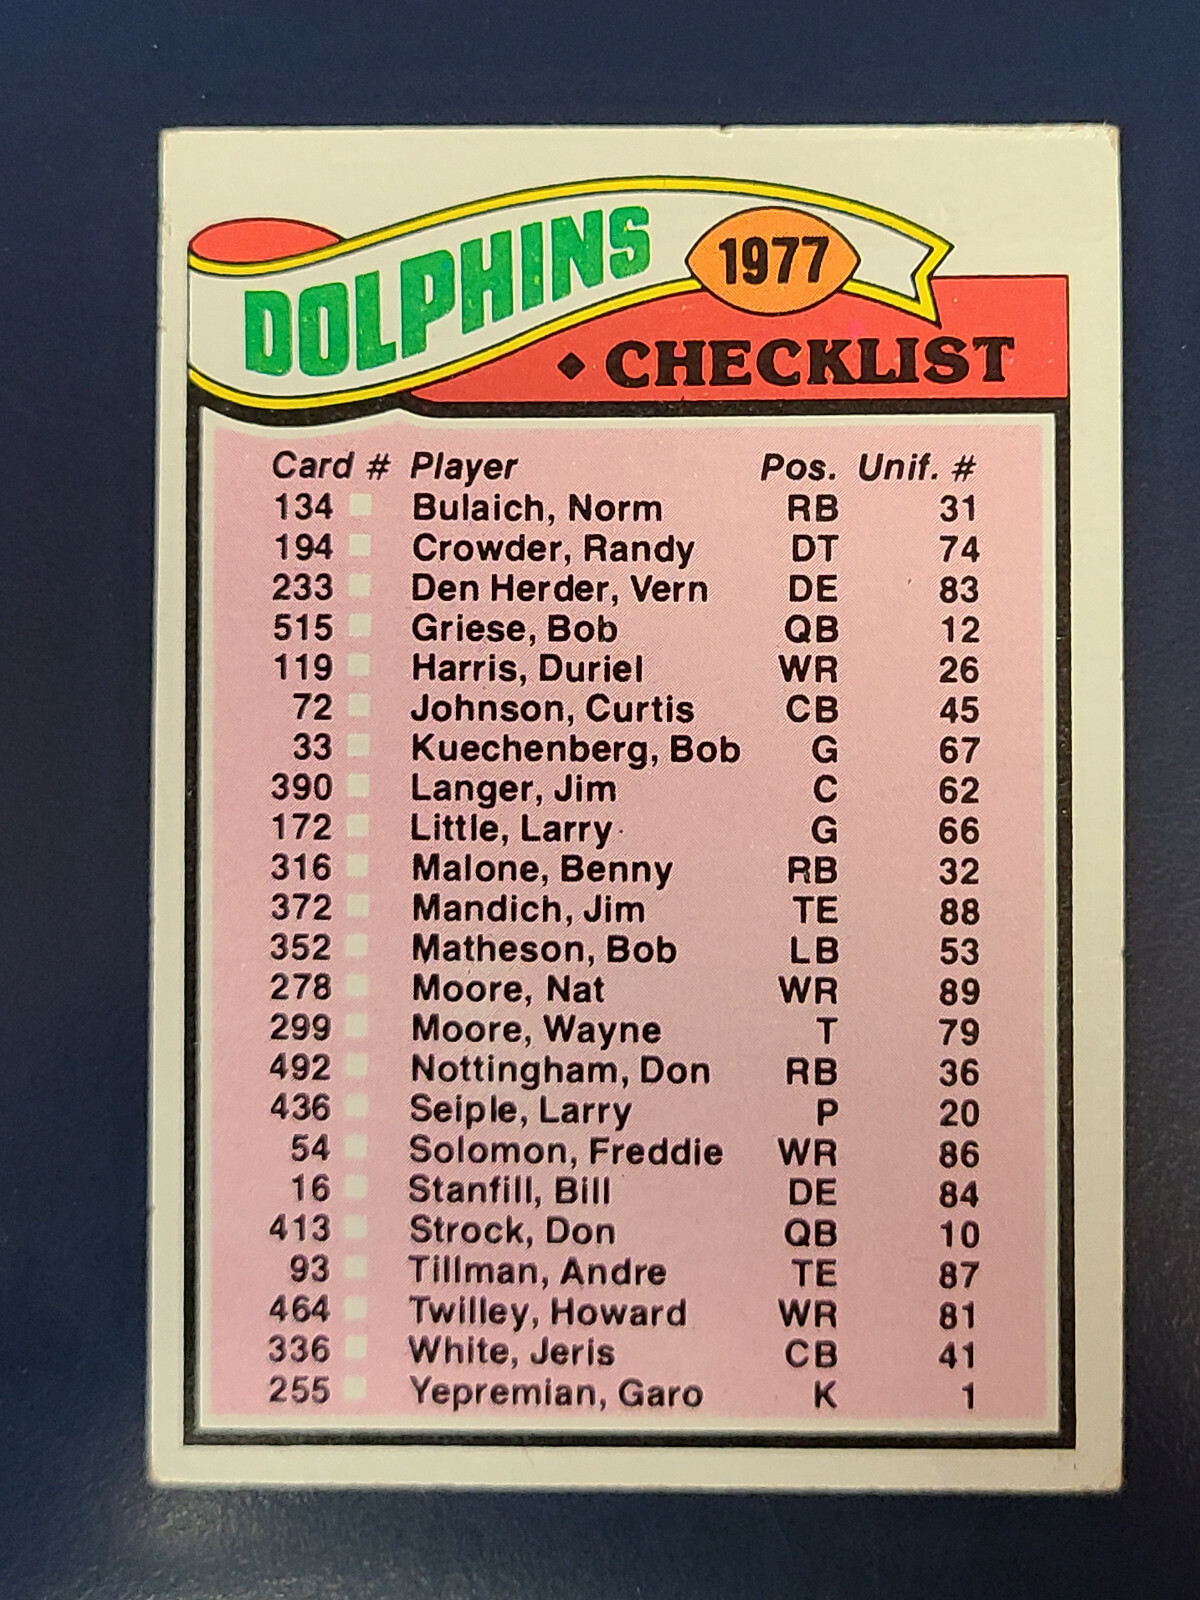 DOLPHINS 1977
♦ CHECKLIST
Card # Player Pos. Unif. #
134 Bulaich, Norm RB 31
194 Crowder, Randy DT 74
233 Den Herder, Vern DE 83
515 Griese, Bob QB 12
119 Harris, Duriel WR 26
72 Johnson, Curtis CB 45
33 Kuechenberg, Bob G 67
390 Langer, Jim C 62
172 Little, Larry G 66
316 Malone, Benny RB 32
372 Mandich, Jim TE 88
352 Matheson, Bob LB 53
278 Moore, Nat WR 89
299 Moore, Wayne T 79
492 Nottingham, Don RB 36
436 Seiple, Larry P 20
54 Solomon, Freddie WR 86
16 Stanfill, Bill DE 84
413 Strock, Don QB 10
93 Tillman, Andre TE 87
464 Twilley, Howard WR 81
336 White, Jeris CB 41
255 Yepremian, Garo K 1